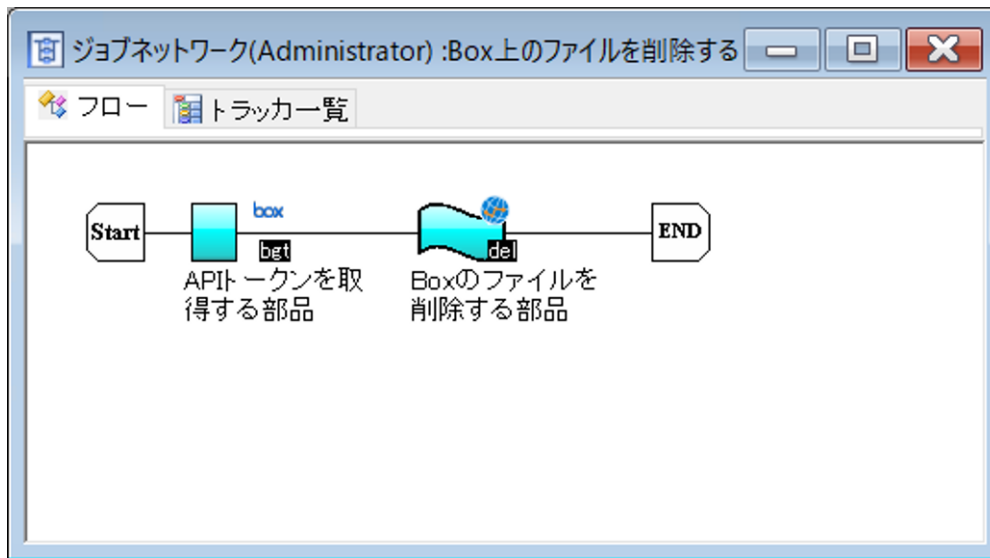 ジョブネットワーク(Administrator) :Box上のファイルを削除する
フロー
トラッカ一覧
Start
box
bgt
APIトークンを取
得する部品
del
Boxのファイルを
削除する部品
END